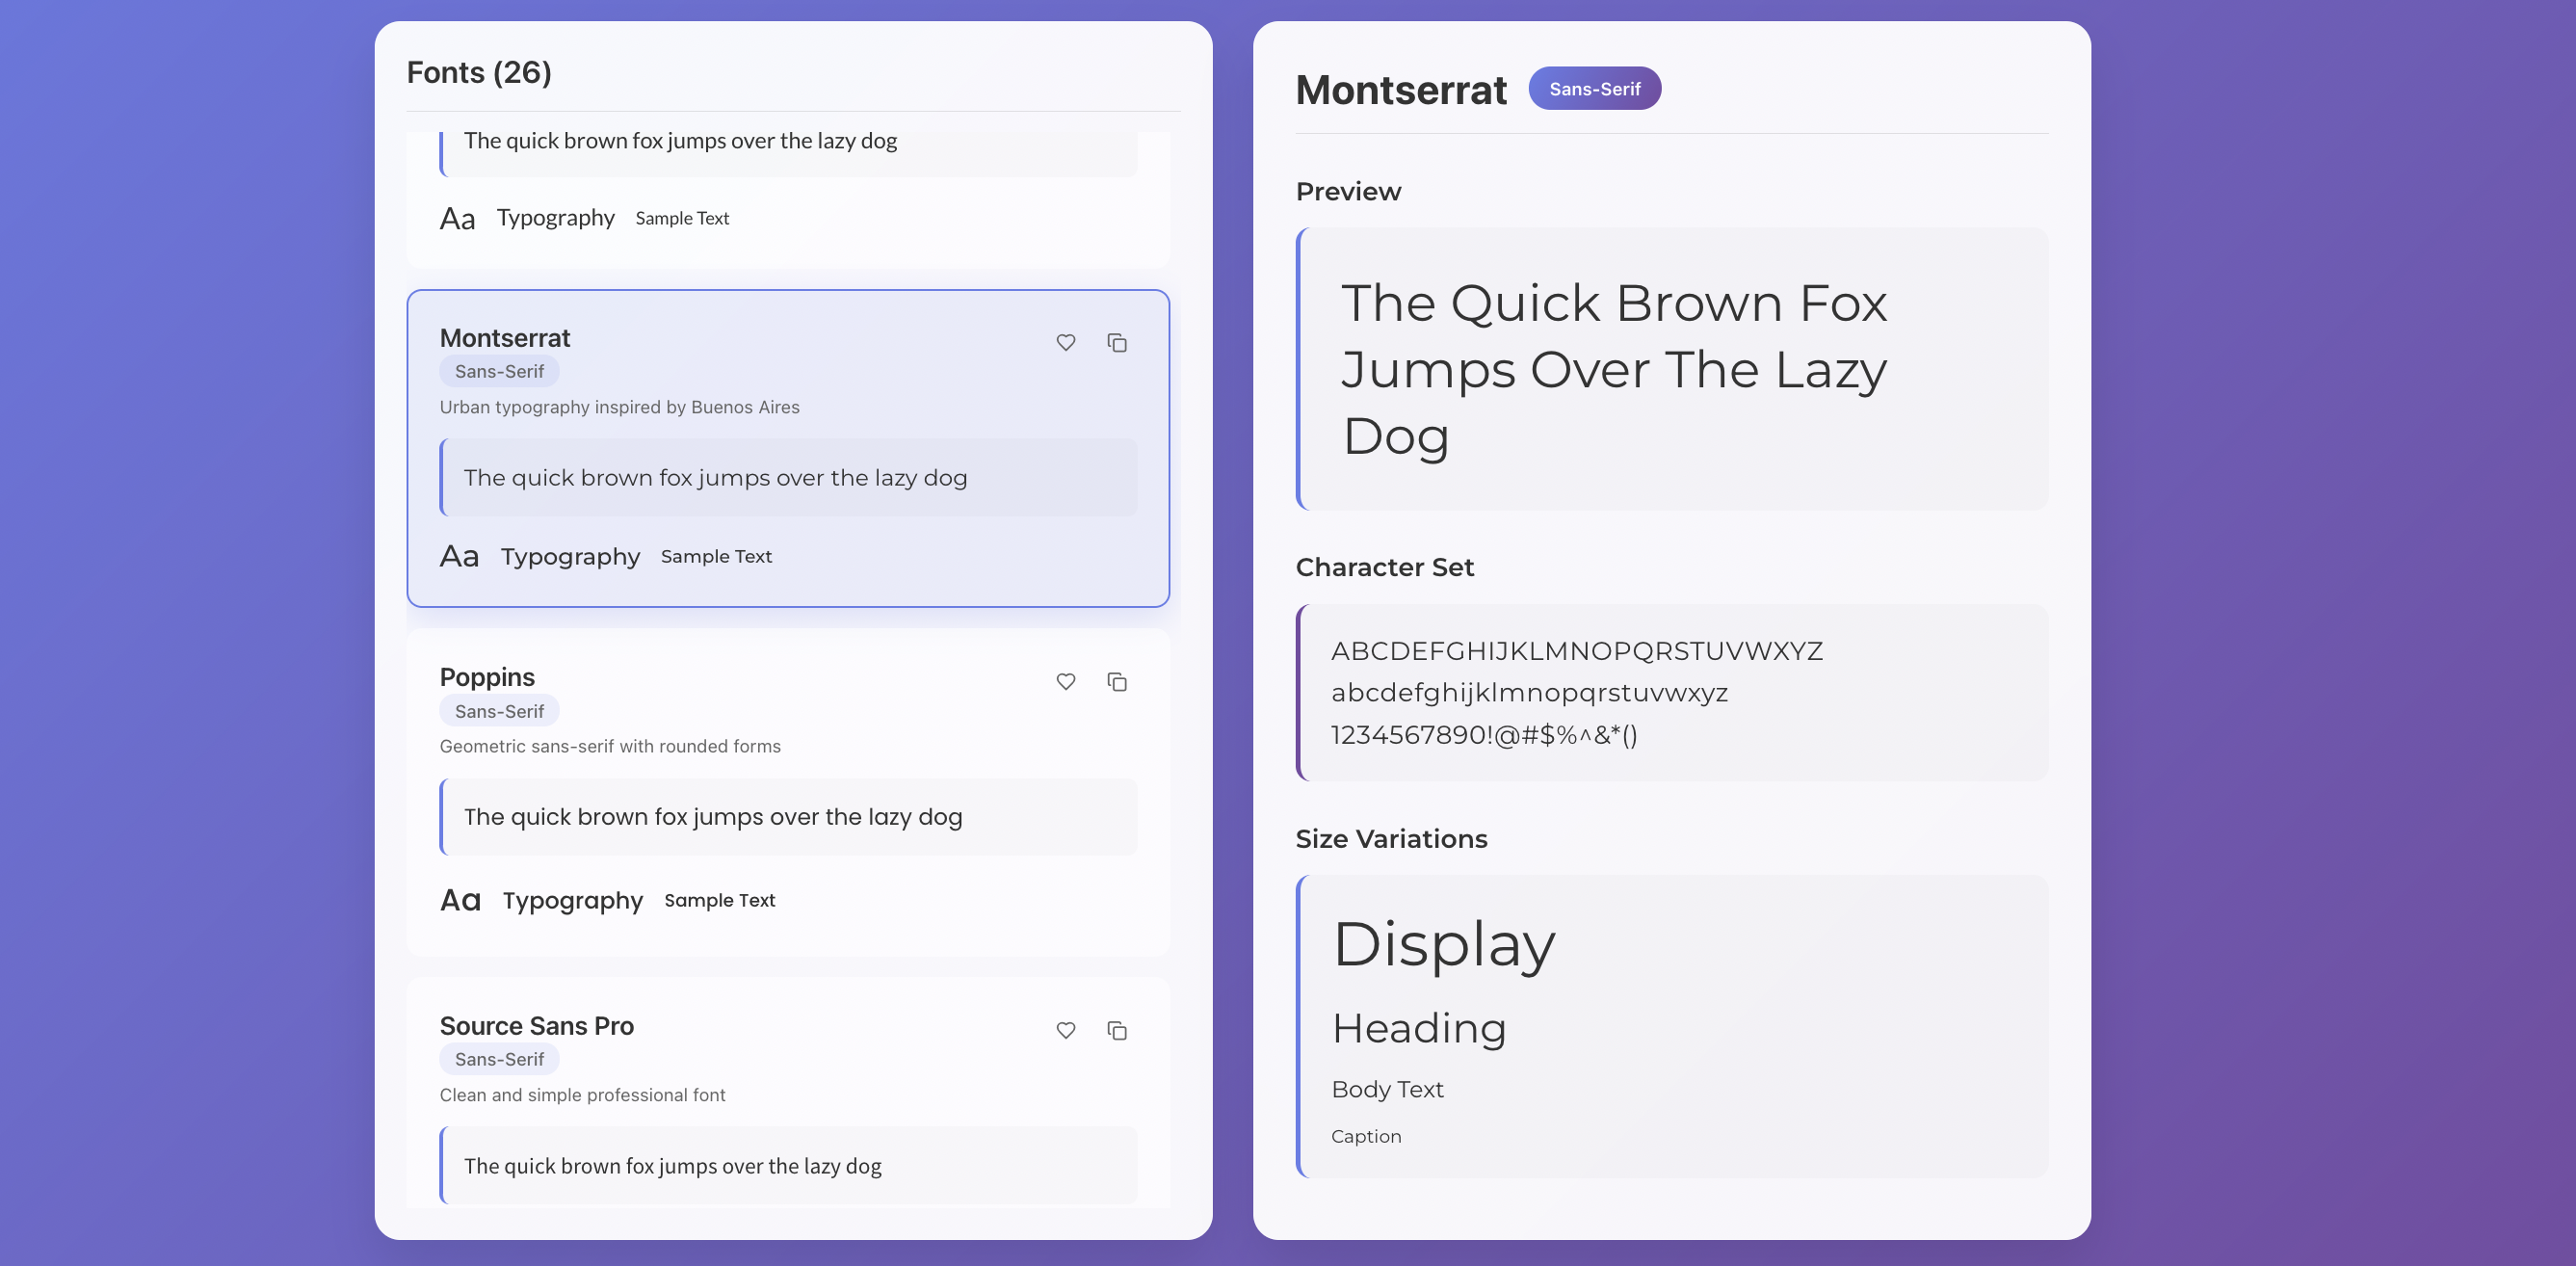 Fonts (26)
The quick brown fox jumps over the lazy dog
Aa Typography Sample Text
Montserrat
Sans-Serif
Urban typography inspired by Buenos Aires
The quick brown fox jumps over the lazy dog
Aa Typography Sample Text
Poppins
Sans-Serif
Geometric sans-serif with rounded forms
The quick brown fox jumps over the lazy dog
Aa Typography Sample Text
Source Sans Pro
Sans-Serif
Clean and simple professional font
The quick brown fox jumps over the lazy dog
Montserrat Sans-Serif
Preview
The Quick Brown Fox
Jumps Over The Lazy
Dog
Character Set
ABCDEFGHIJKLMNOPQRSTUVWXYZ
abcdefghijklmnopqrstuvwxyz
1234567890!@#$%^&*()
Size Variations
Display
Heading
Body Text
Caption